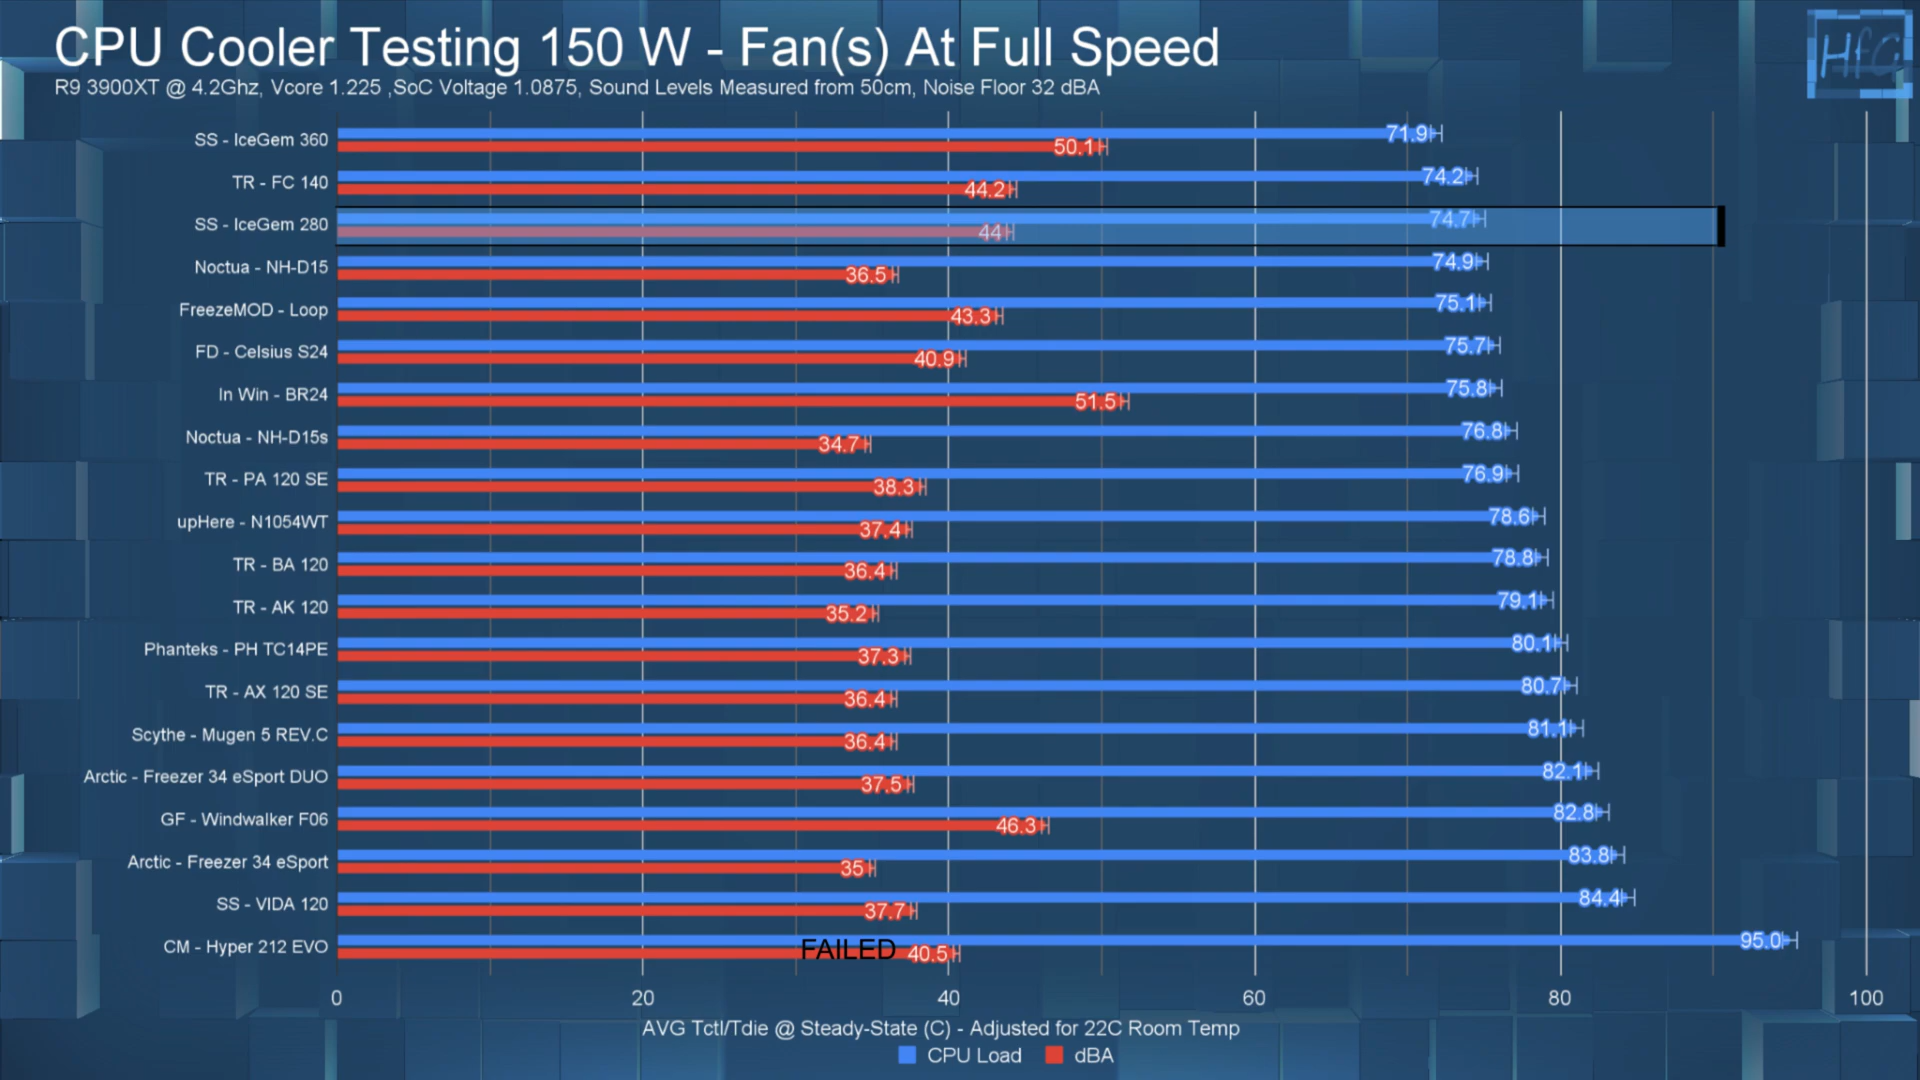 CPU Cooler Testing 150 W - Fan(s) At Full Speed
R9 3900XT @ 4.2Ghz, Vcore 1.225 ,SoC Voltage 1.0875, Sound Levels Measured from 50cm, Noise Floor 32 dBA
HfG
SS - IceGem 360 71.9
50.1
TR - FC 140 74.2
44.2
SS - IceGem 280 74.7
44
Noctua - NH-D15 74.9
36.5
FreezeMOD - Loop 75.1
43.3
FD - Celsius S24 75.7
40.9
In Win - BR24 75.8
51.5
Noctua - NH-D15s 76.8
34.7
TR - PA 120 SE 76.9
38.3
upHere - N1054WT 78.6
37.4
TR - BA 120 78.8
36.4
TR - AK 120 79.1
35.2
Phanteks - PH TC14PE 80.1
37.3
TR - AX 120 SE 80.7
36.4
Scythe - Mugen 5 REV.C 81.1
36.4
Arctic - Freezer 34 eSport DUO 82.1
37.5
GF - Windwalker F06 82.8
46.3
Arctic - Freezer 34 eSport 83.8
35
SS - VIDA 120 84.4
37.7
CM - Hyper 212 EVO 95.0
FAILED 40.5
0 20 40 60 80 100
AVG Tctl/Tdie @ Steady-State (C) - Adjusted for 22C Room Temp
CPU Load dBA